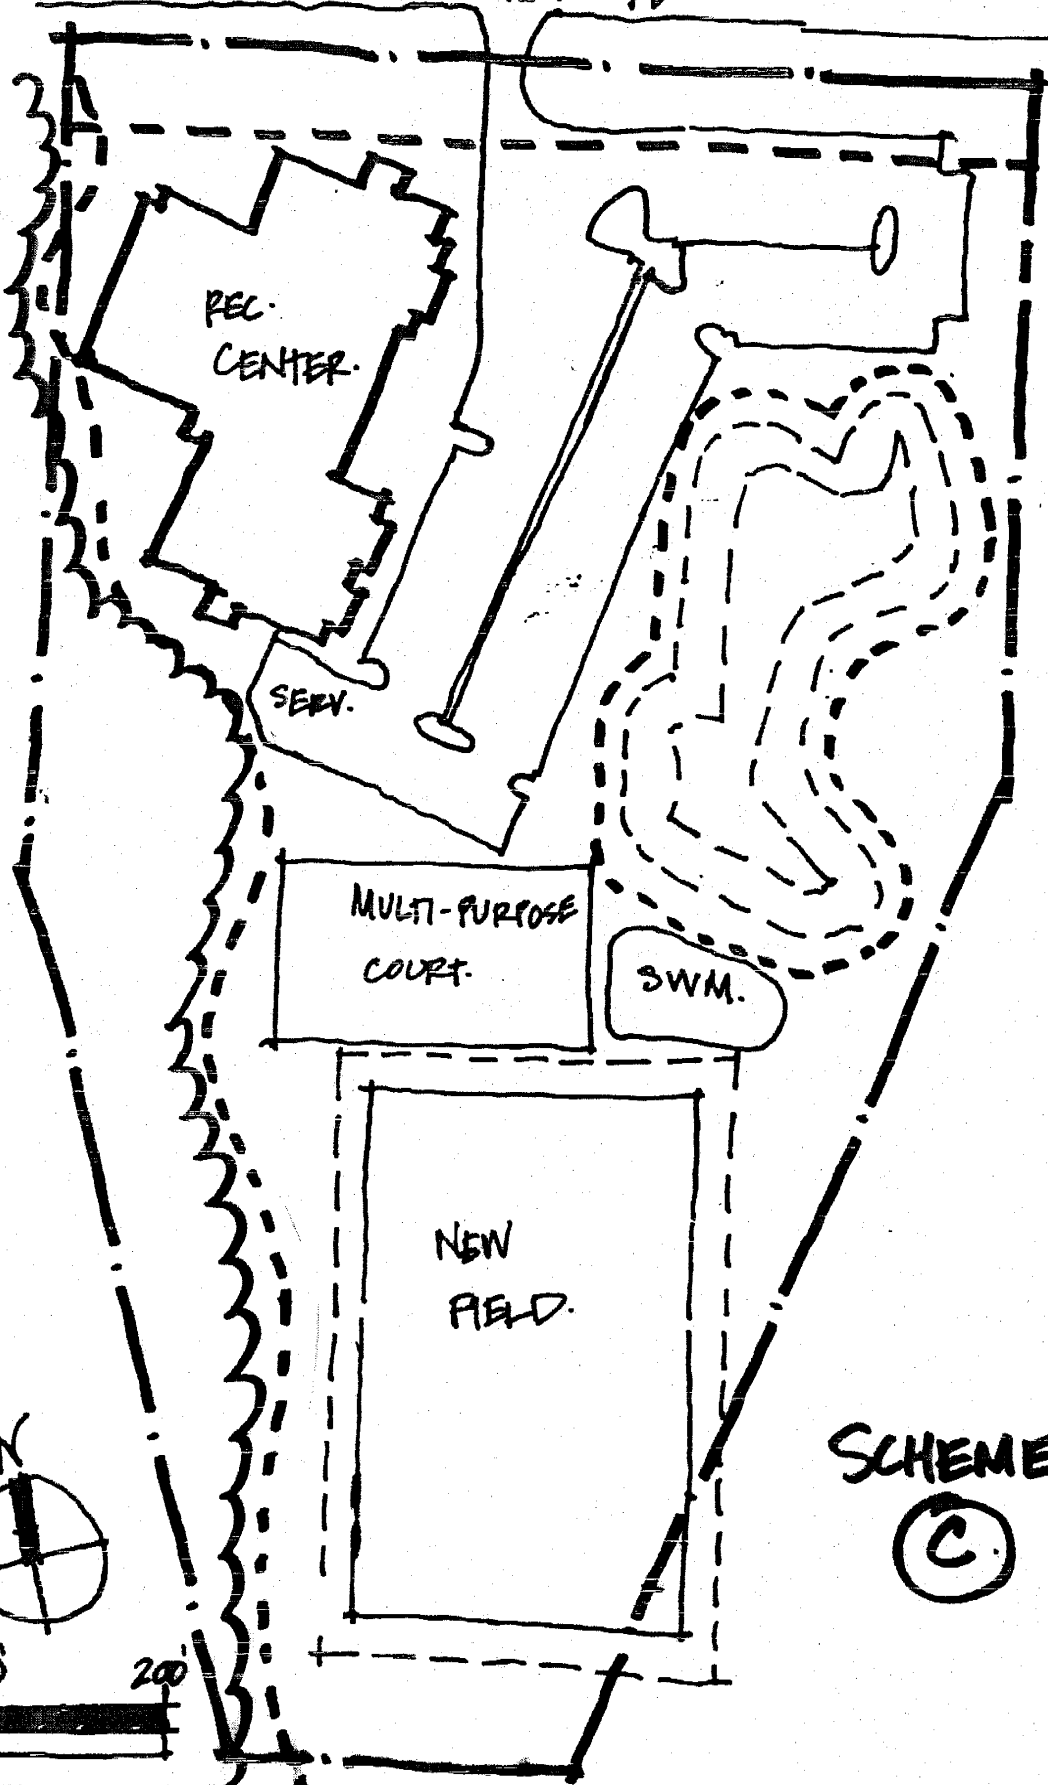 REC.
CENTER.
SERV.
MULTI-PURPOSE
COURT.
SWM.
NEW
FIELD.
SCHEME
C
N
200'